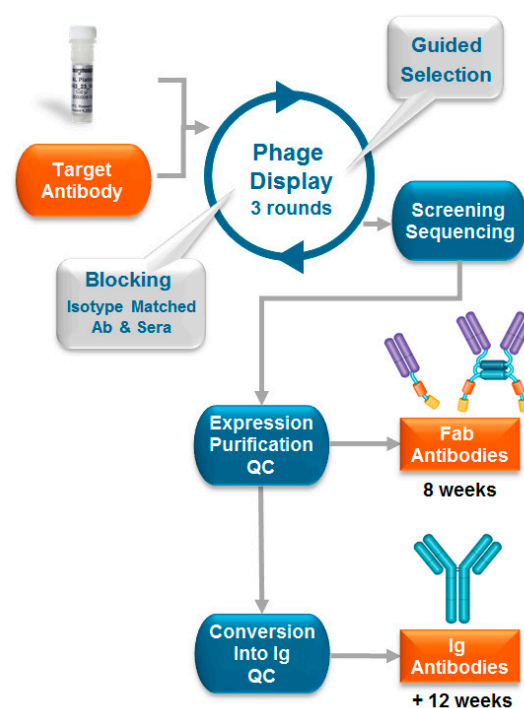 Guided
Selection
Target
Antibody
Phage
Display
3 rounds
Screening
Sequencing
Blocking
Isotype Matched
Ab & Sera
Expression
Purification
QC
Fab
Antibodies
8 weeks
Conversion
Into Ig
QC
Ig
Antibodies
+ 12 weeks